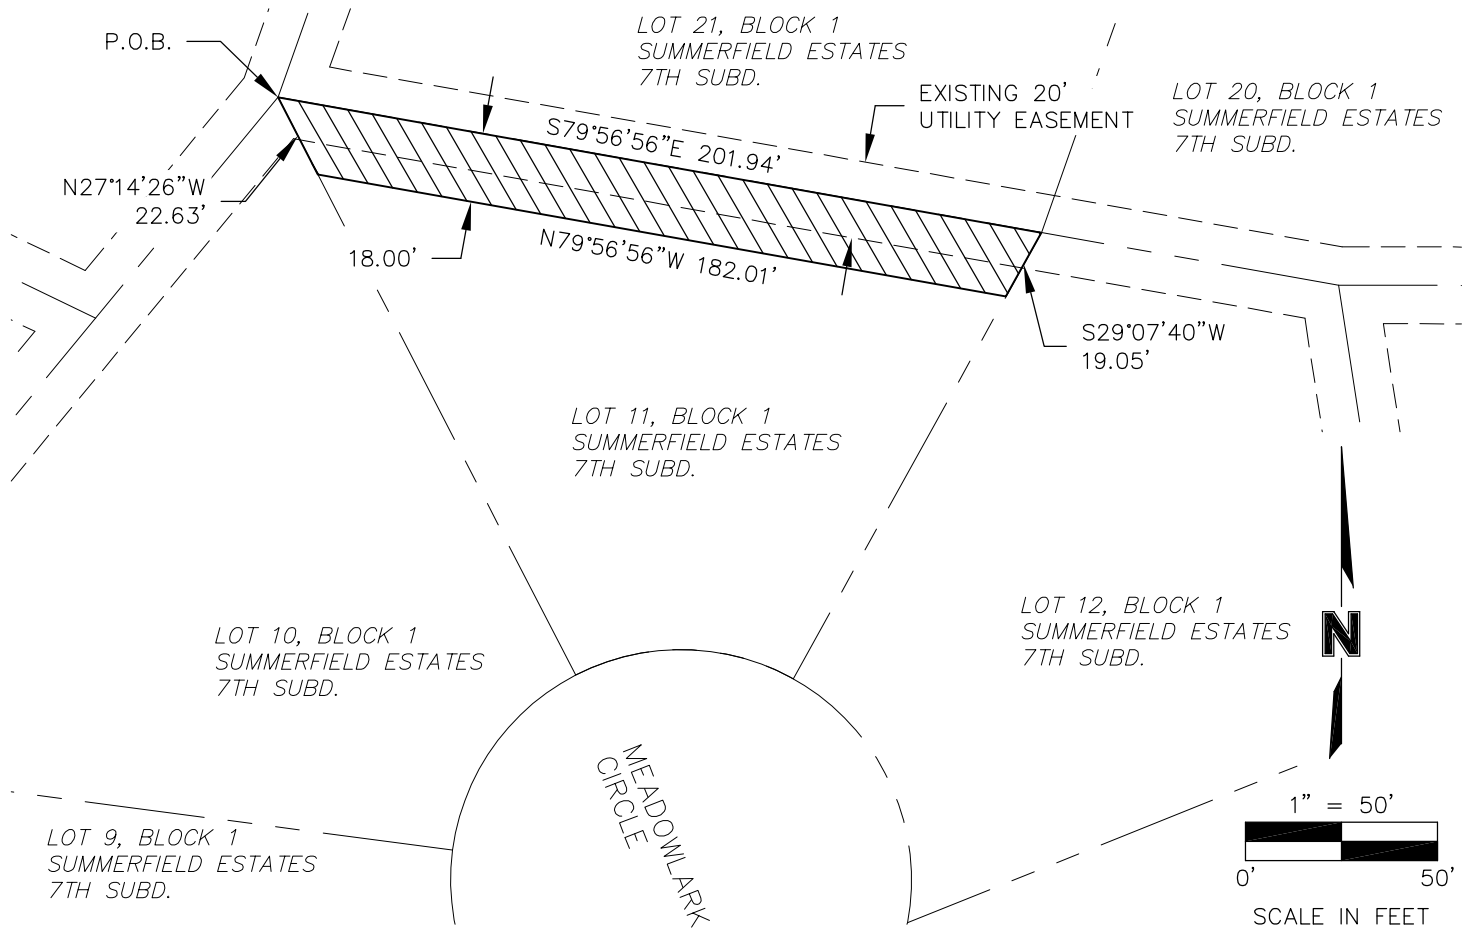 LOT 21, BLOCK 1
SUMMERFIELD ESTATES
7TH SUBD.
P.O.B.
EXISTING 20'
UTILITY EASEMENT
LOT 20, BLOCK 1
SUMMERFIELD ESTATES
7TH SUBD.
S79°56'56"E 201.94'
N27°14'26"W
22.63'
18.00'
N79°56'56"W 182.01'
S29°07'40"W
19.05'
LOT 11, BLOCK 1
SUMMERFIELD ESTATES
7TH SUBD.
LOT 10, BLOCK 1
SUMMERFIELD ESTATES
7TH SUBD.
LOT 12, BLOCK 1
SUMMERFIELD ESTATES
7TH SUBD.
N
MEADOWLARK
CIRCLE
LOT 9, BLOCK 1
SUMMERFIELD ESTATES
7TH SUBD.
1" = 50'
0' 50'
SCALE IN FEET